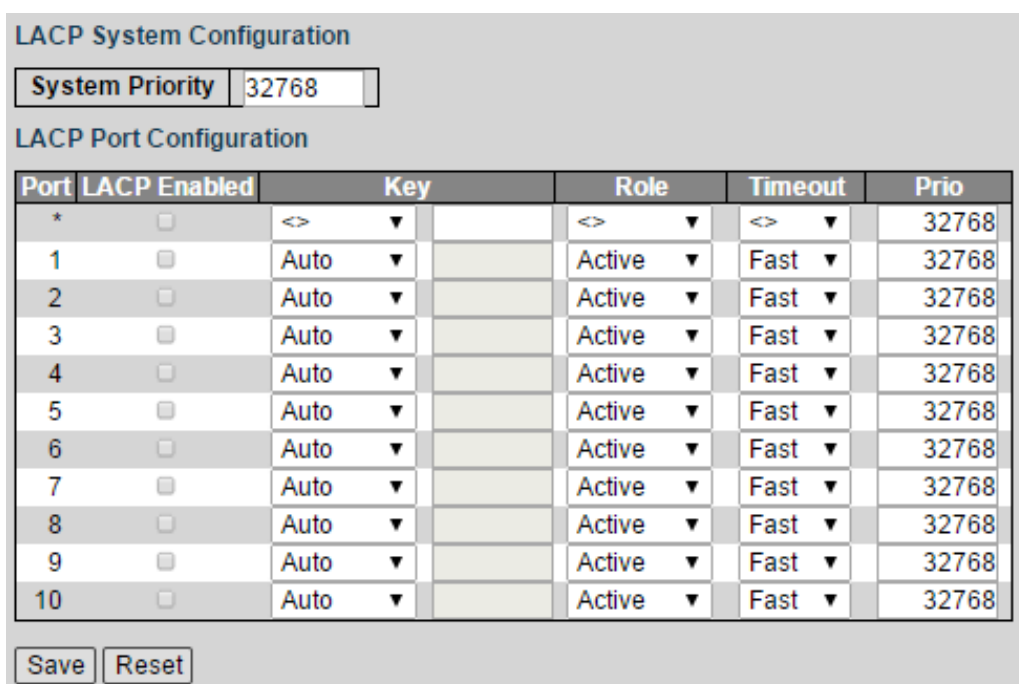 LACP System Configuration
System Priority 32768
LACP Port Configuration
Port LACP Enabled Key Role Timeout Prio
* <> <> <> 32768
1 Auto Active Fast 32768
2 Auto Active Fast 32768
3 Auto Active Fast 32768
4 Auto Active Fast 32768
5 Auto Active Fast 32768
6 Auto Active Fast 32768
7 Auto Active Fast 32768
8 Auto Active Fast 32768
9 Auto Active Fast 32768
10 Auto Active Fast 32768
Save Reset